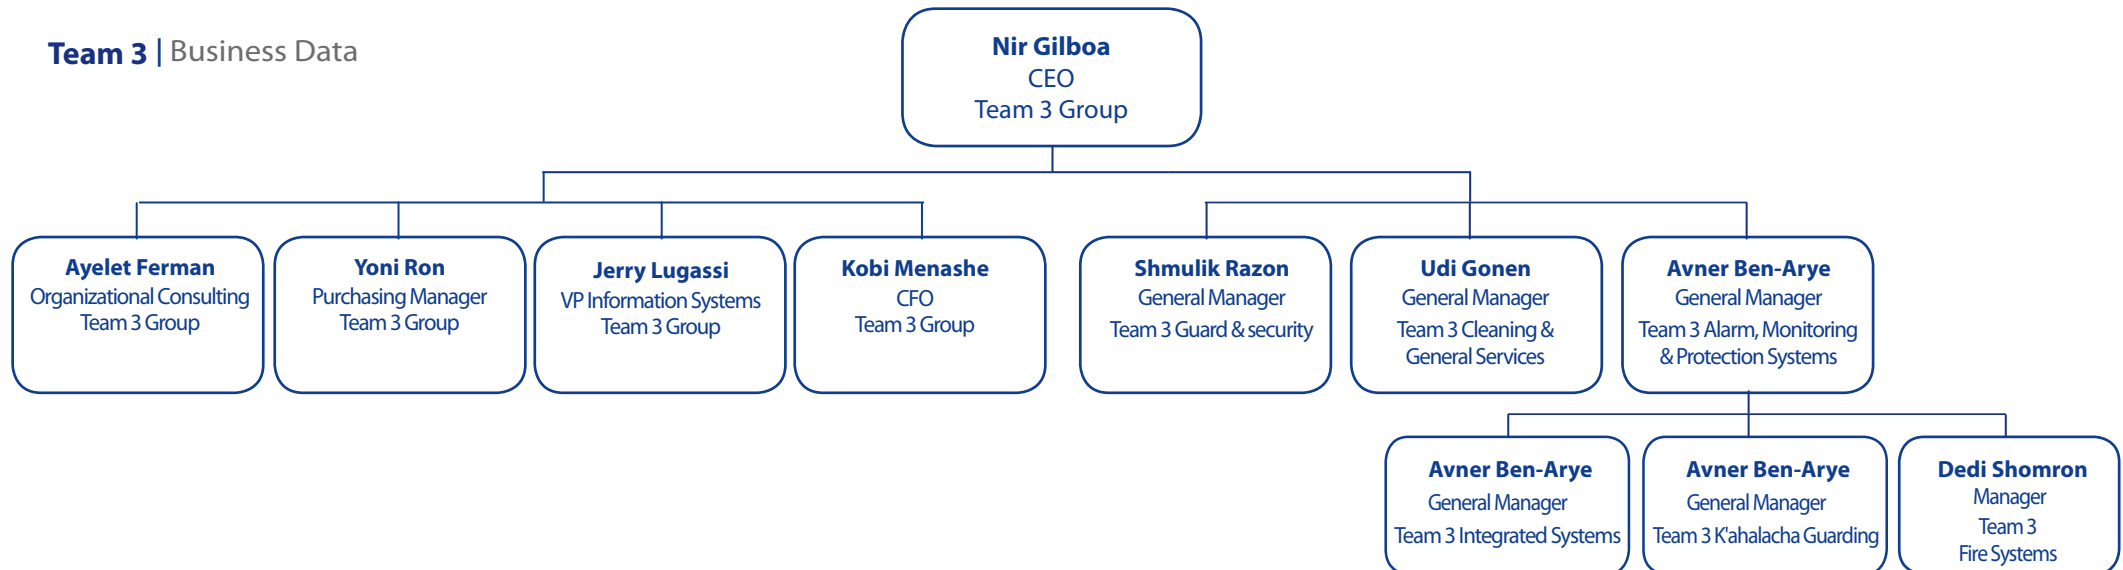 Team 3 | Business Data
Nir Gilboa
CEO
Team 3 Group
Ayelet Ferman
Organizational Consulting
Team 3 Group
Yoni Ron
Purchasing Manager
Team 3 Group
Jerry Lugassi
VP Information Systems
Team 3 Group
Kobi Menashe
CFO
Team 3 Group
Shmulik Razon
General Manager
Team 3 Guard & security
Udi Gonen
General Manager
Team 3 Cleaning &
General Services
Avner Ben-Arye
General Manager
Team 3 Alarm, Monitoring
& Protection Systems
Avner Ben-Arye
General Manager
Team 3 Integrated Systems
Avner Ben-Arye
General Manager
Team 3 K'ahalacha Guarding
Dedi Shomron
Manager
Team 3
Fire Systems